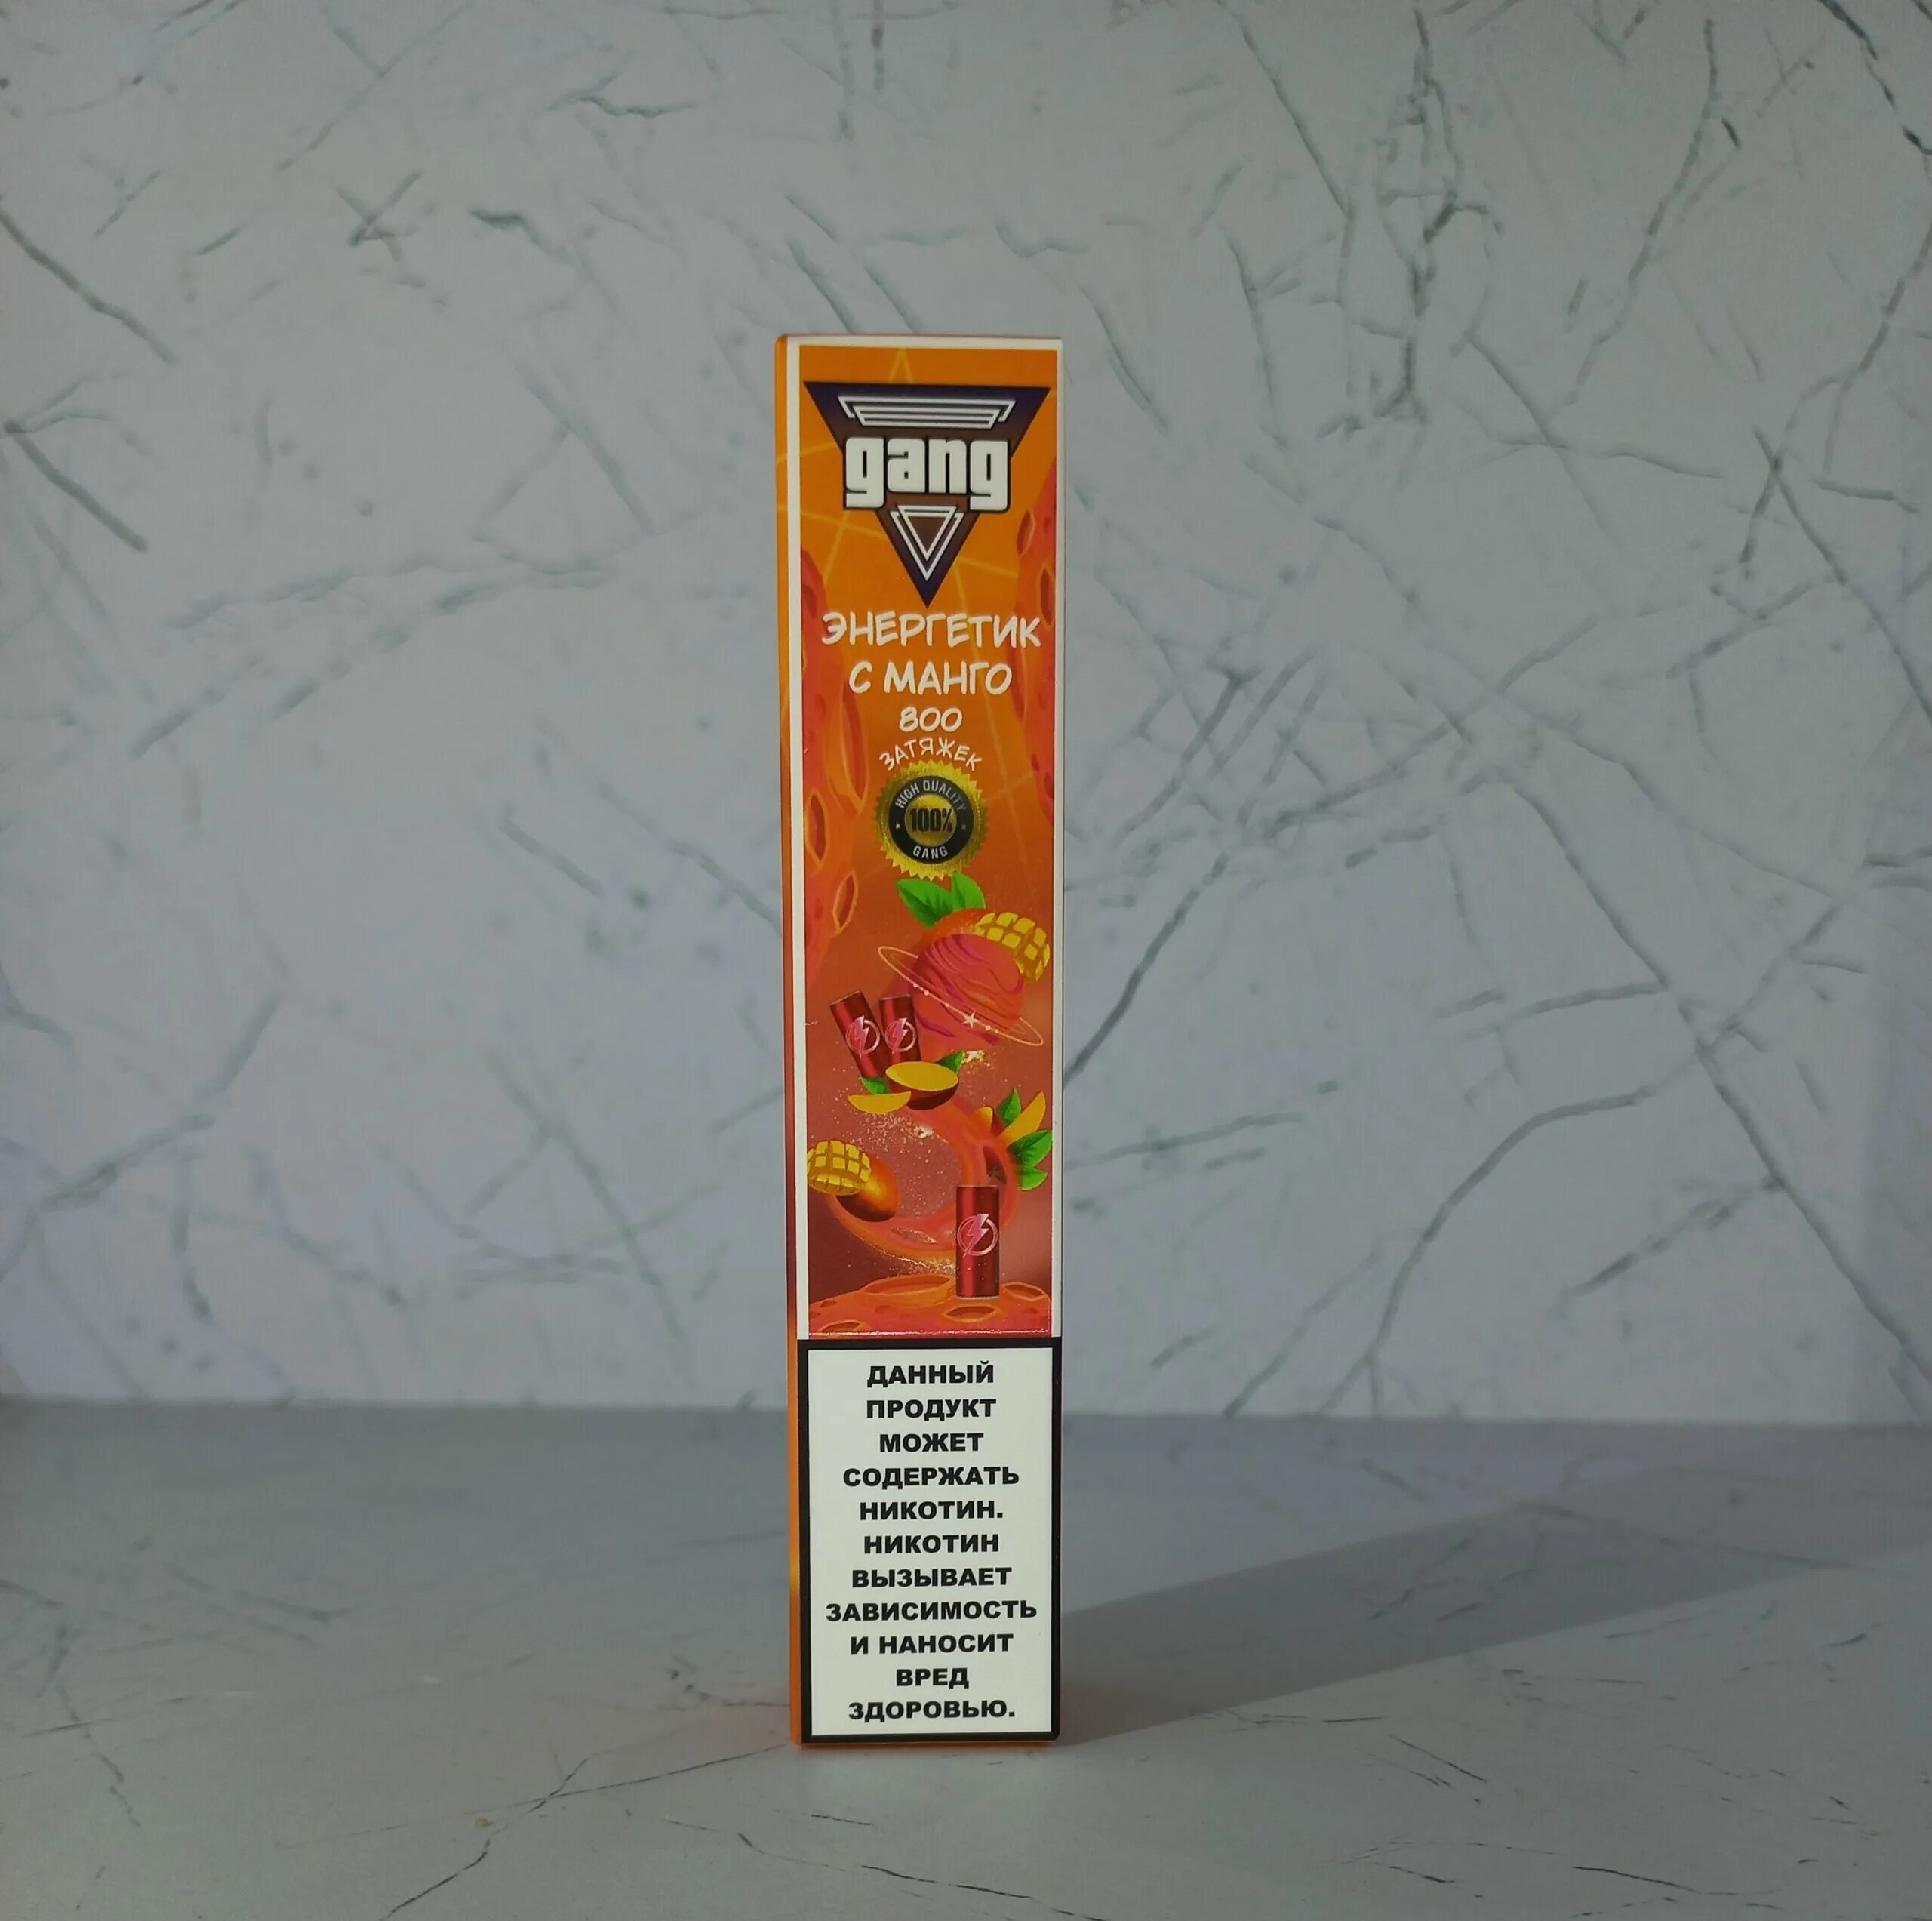 gang
ЭНЕРГЕТИК
С МАНГО
800
ЗАТЯЖЕК
HIGH QUALITY
100%
GANG
ДАННЫЙ
ПРОДУКТ
МОЖЕТ
СОДЕРЖАТЬ
НИКОТИН.
НИКОТИН
ВЫЗЫВАЕТ
ЗАВИСИМОСТЬ
И НАНОСИТ
ВРЕД
ЗДОРОВЬЮ.